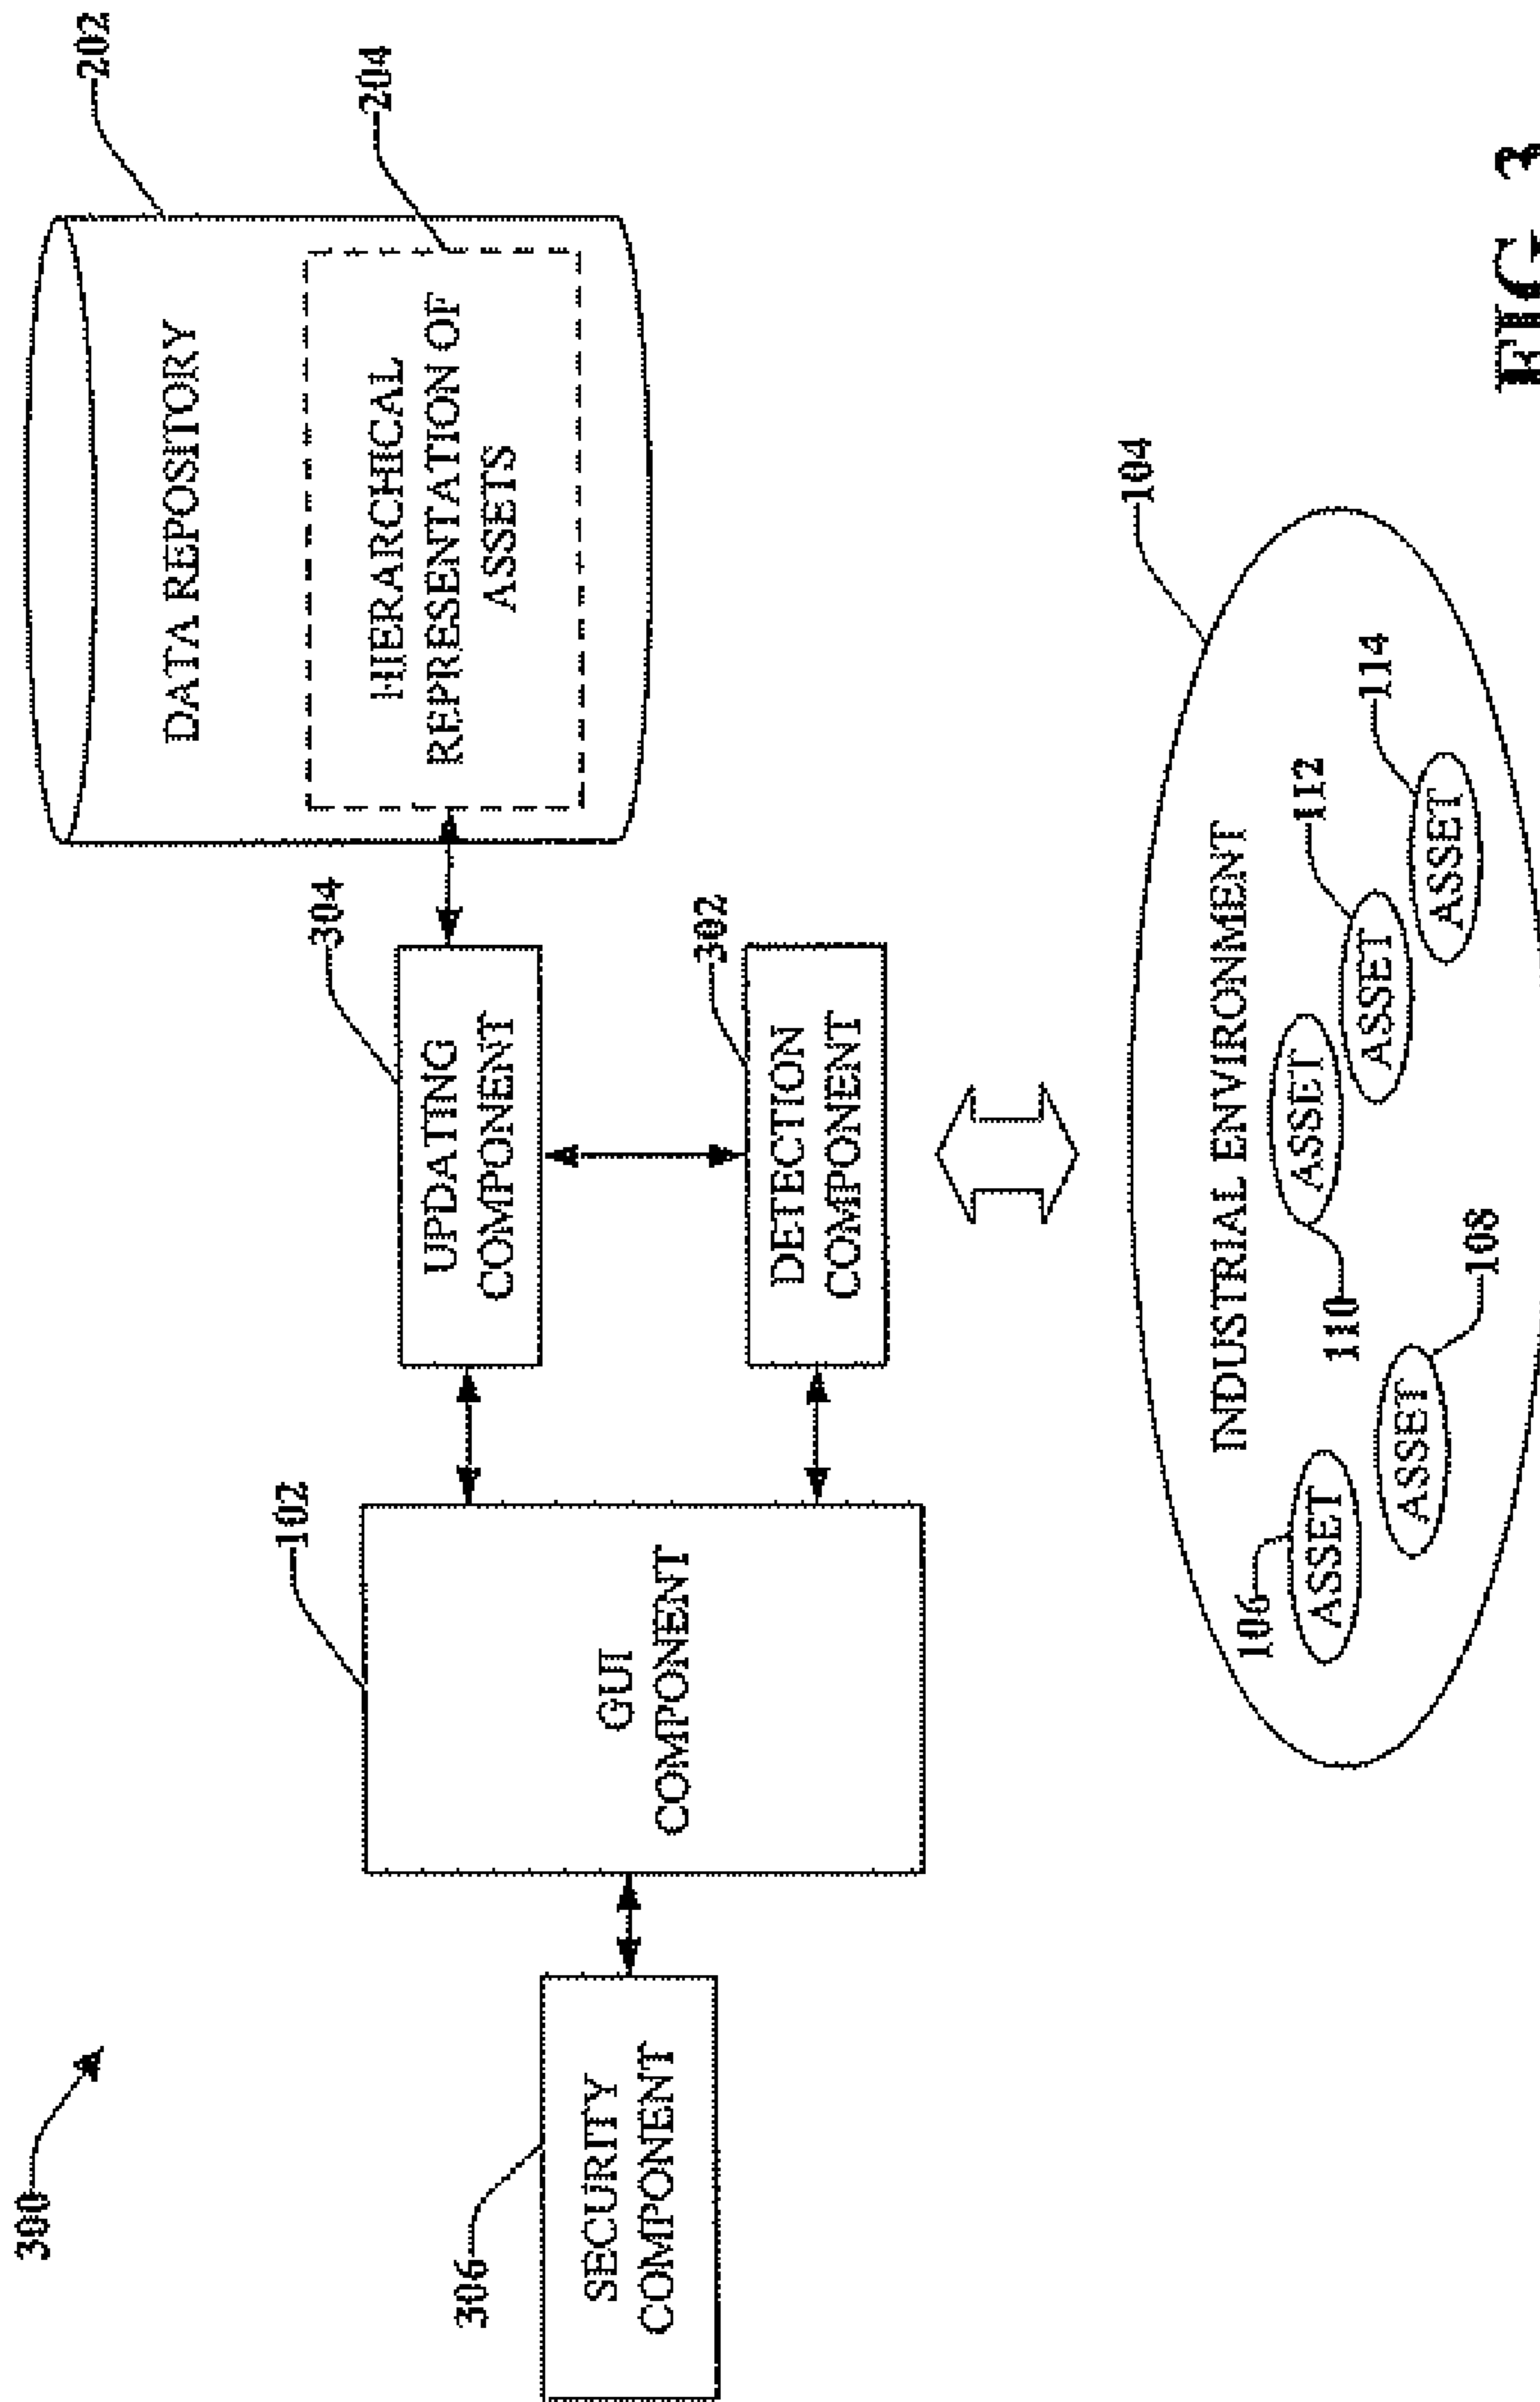 300
202
DATA REPOSITORY
204
HIERARCHICAL
REPRESENTATION OF
ASSETS
304
UPDATING
COMPONENT
302
DETECTION
COMPONENT
102
GUI
COMPONENT
306
SECURITY
COMPONENT
104
INDUSTRIAL ENVIRONMENT
106
ASSET
108
ASSET
110
ASSET
112
ASSET
114
ASSET
FIG. 3